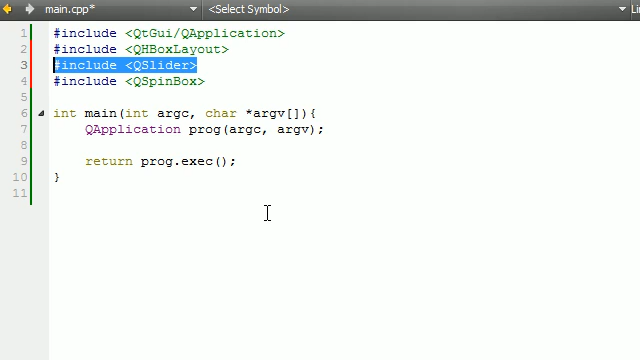 main.cpp*
<Select Symbol>
Li
1 #include <QtGui/QApplication>
2 #include <QHBoxLayout>
3 #include <QSlider>
4 #include <QSpinBox>
5
6 int main(int argc, char *argv[]){
7 QApplication prog(argc, argv);
8
9 return prog.exec();
10 }
11